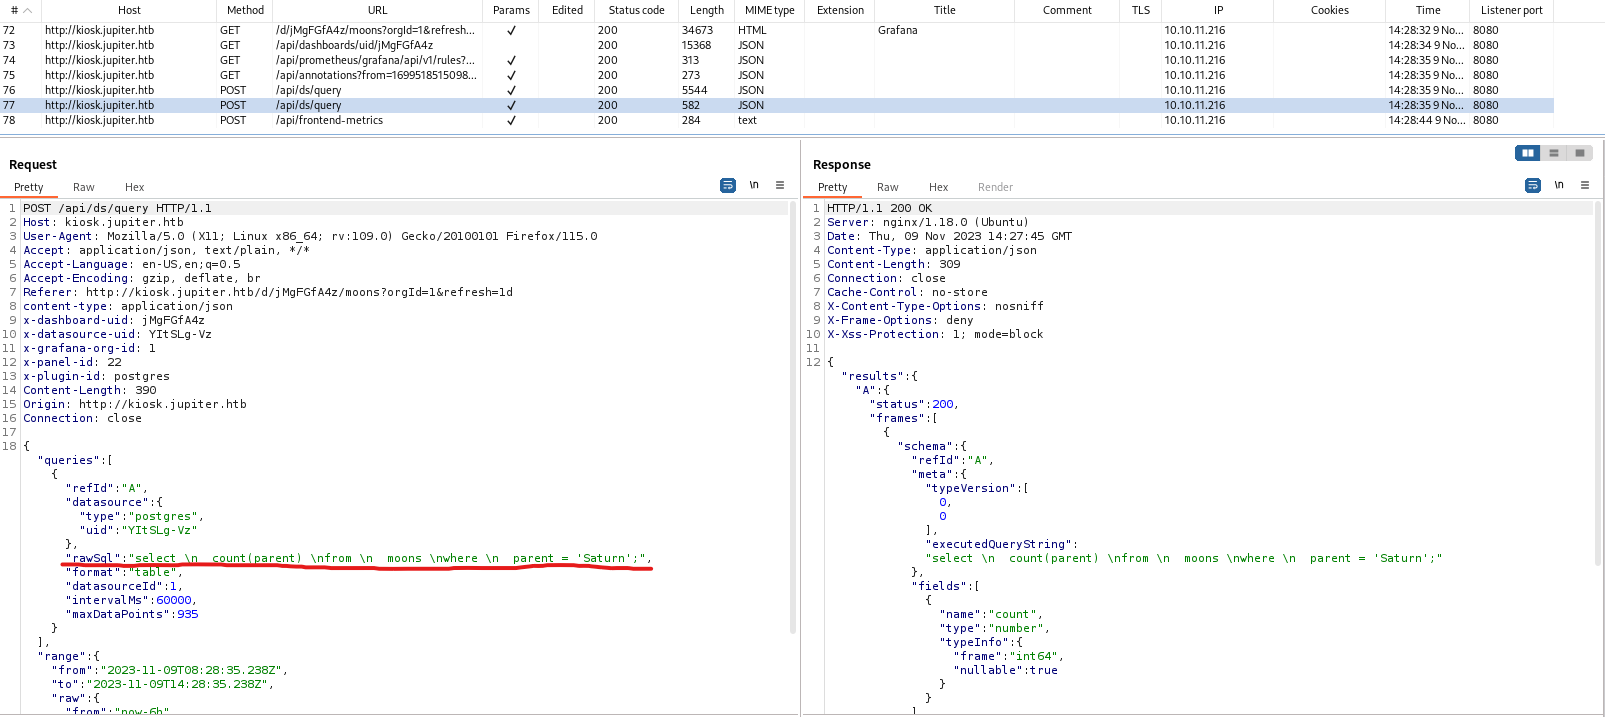 # Host Method URL Params Edited Status code Length MIME type Extension Title Comment TLS IP Cookies Time Listener port
72 http://kiosk.jupiter.htb GET /d/jMgFGfA4z/moons?orgId=1&refresh... ✓ 200 34673 HTML Grafana 10.10.11.216 14:28:32 9 No... 8080
73 http://kiosk.jupiter.htb GET /api/dashboards/uid/jMgFGfA4z 200 15368 JSON 10.10.11.216 14:28:34 9 No... 8080
74 http://kiosk.jupiter.htb GET /api/prometheus/grafana/api/v1/rules?... ✓ 200 313 JSON 10.10.11.216 14:28:35 9 No... 8080
75 http://kiosk.jupiter.htb GET /api/annotations?from=1699518515098... ✓ 200 273 JSON 10.10.11.216 14:28:35 9 No... 8080
76 http://kiosk.jupiter.htb POST /api/ds/query ✓ 200 5544 JSON 10.10.11.216 14:28:35 9 No... 8080
77 http://kiosk.jupiter.htb POST /api/ds/query ✓ 200 582 JSON 10.10.11.216 14:28:35 9 No... 8080
78 http://kiosk.jupiter.htb POST /api/frontend-metrics ✓ 200 284 text 10.10.11.216 14:28:44 9 No... 8080
Request
Pretty Raw Hex \n
1 POST /api/ds/query HTTP/1.1
2 Host: kiosk.jupiter.htb
3 User-Agent: Mozilla/5.0 (X11; Linux x86_64; rv:109.0) Gecko/20100101 Firefox/115.0
4 Accept: application/json, text/plain, */*
5 Accept-Language: en-US,en;q=0.5
6 Accept-Encoding: gzip, deflate, br
7 Referer: http://kiosk.jupiter.htb/d/jMgFGfA4z/moons?orgId=1&refresh=1d
8 content-type: application/json
9 x-dashboard-uid: jMgFGfA4z
10 x-datasource-uid: YItSLg-Vz
11 x-grafana-org-id: 1
12 x-panel-id: 22
13 x-plugin-id: postgres
14 Content-Length: 390
15 Origin: http://kiosk.jupiter.htb
16 Connection: close
17
18 {
"queries":[
{
"refId":"A",
"datasource":{
"type":"postgres",
"uid":"YItSLg-Vz"
},
"rawSql":"select \n  count(parent) \nfrom \n  moons \nwhere \n  parent = 'Saturn';",
"format":"table",
"datasourceId":1,
"intervalMs":60000,
"maxDataPoints":935
}
],
"range":{
"from":"2023-11-09T08:28:35.238Z",
"to":"2023-11-09T14:28:35.238Z",
"raw":{
"from":"now-6h",
Response
Pretty Raw Hex Render \n
1 HTTP/1.1 200 OK
2 Server: nginx/1.18.0 (Ubuntu)
3 Date: Thu, 09 Nov 2023 14:27:45 GMT
4 Content-Type: application/json
5 Content-Length: 309
6 Connection: close
7 Cache-Control: no-store
8 X-Content-Type-Options: nosniff
9 X-Frame-Options: deny
10 X-Xss-Protection: 1; mode=block
11
12 {
"results":{
"A":{
"status":200,
"frames":[
{
"schema":{
"refId":"A",
"meta":{
"typeVersion":[
0,
0
],
"executedQueryString":
"select \n  count(parent) \nfrom \n  moons \nwhere \n  parent = 'Saturn';"
},
"fields":[
{
"name":"count",
"type":"number",
"typeInfo":{
"frame":"int64",
"nullable":true
}
}
]